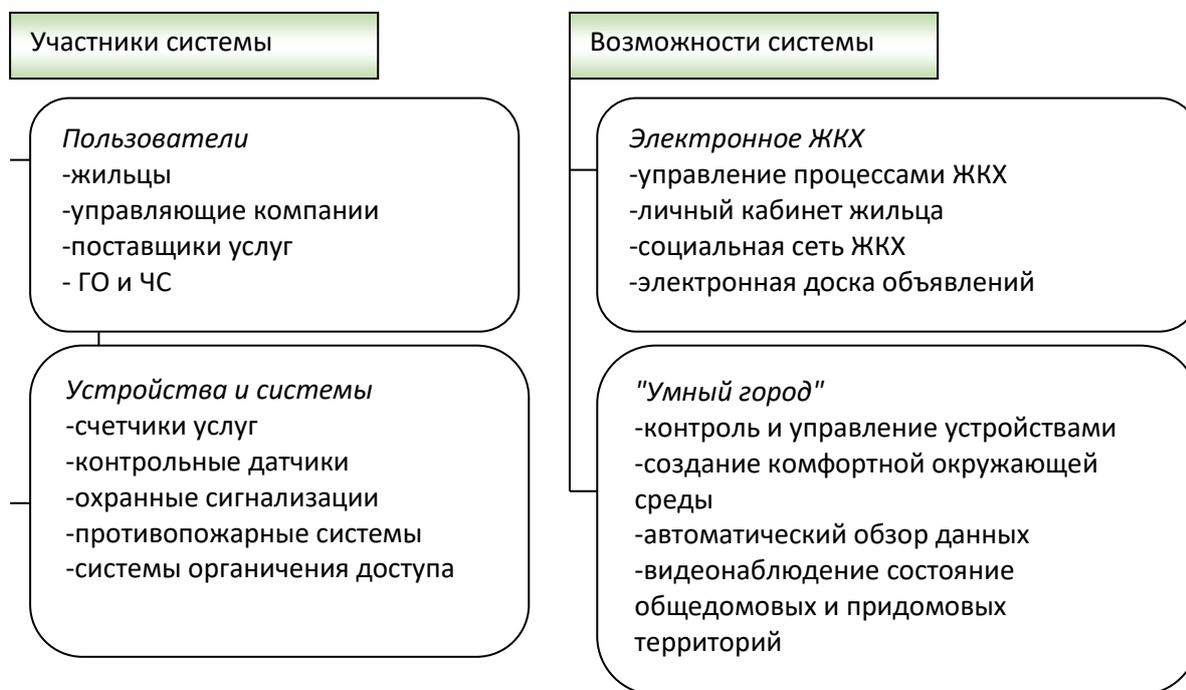 Участники системы
Пользователи
-жильцы
-управляющие компании
-поставщики услуг
- ГО и ЧС
Устройства и системы
-счетчики услуг
-контрольные датчики
-охранные сигнализации
-противопожарные системы
-системы органичения доступа
Возможности системы
Электронное ЖКХ
-управление процессами ЖКХ
-личный кабинет жильца
-социальная сеть ЖКХ
-электронная доска объявлений
"Умный город"
-контроль и управление устройствами
-создание комфортной окружающей
среды
-автоматический обзор данных
-видеонаблюдение состояние
общедомовых и придомовых
территорий